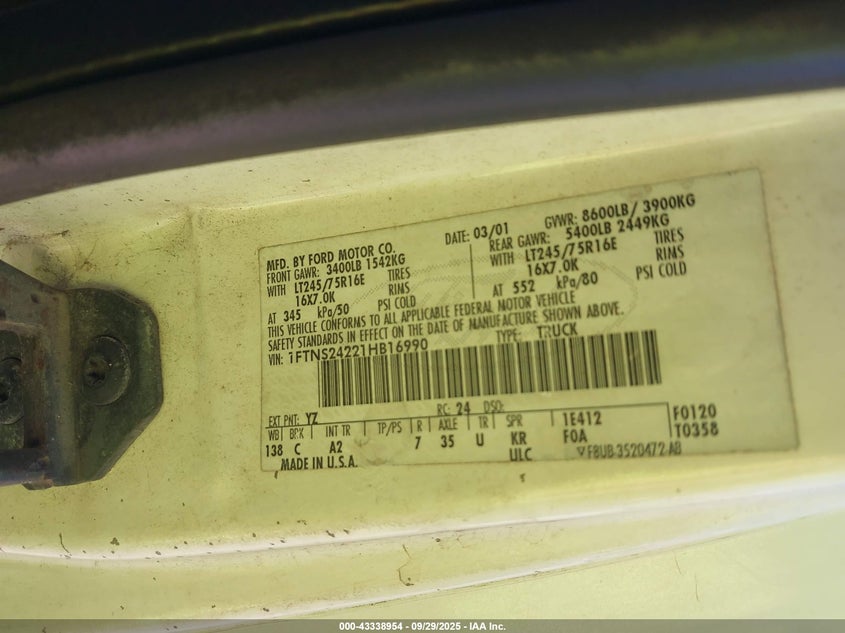 MFD. BY FORD MOTOR CO.
DATE: 03/01
GVWR: 8600LB/ 3900KG
FRONT GAWR: 3400LB 1542KG
REAR GAWR: 5400LB 2449KG
WITH LT245/75R16E TIRES
WITH LT245/75R16E TIRES
16X7.0K RIMS
16X7.0K RIMS
AT 345 kPa/50 PSI COLD
AT 552 kPa/80 PSI COLD
THIS VEHICLE CONFORMS TO ALL APPLICABLE FEDERAL MOTOR VEHICLE
SAFETY STANDARDS IN EFFECT ON THE DATE OF MANUFACTURE SHOWN ABOVE.
VIN: 1FTNS24221HB16990
TYPE: TRUCK
EXT PNT: YZ RC: 24 DSO:
WB BRK INT TR TP/PS R AXLE TR SPR 1E412 F0120
138 C A2 7 35 U KR F0A T0358
MADE IN U.S.A. ULC F8UB-3520472-AB
000-43338954 - 09/29/2025 - IAA Inc.